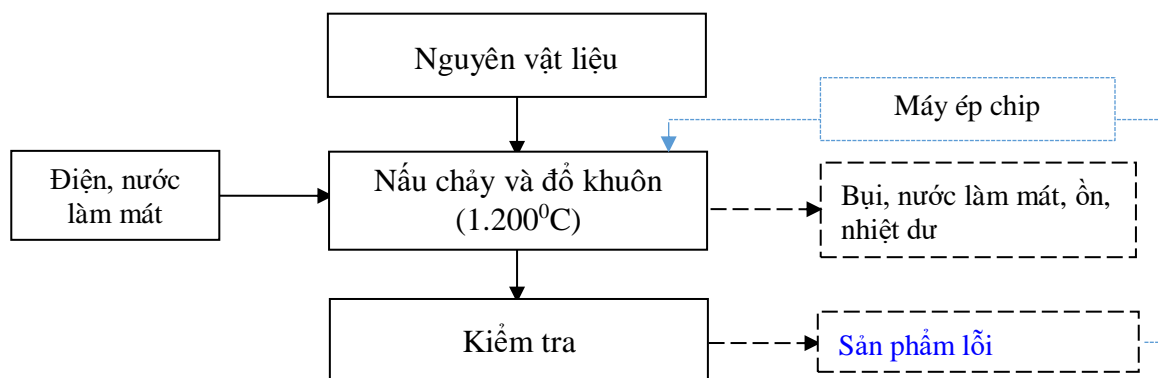 Nguyên vật liệu
Máy ép chip
Điện, nước
làm mát
Nấu chảy và đổ khuôn
(1.200⁰C)
Bụi, nước làm mát, ồn,
nhiệt dư
Kiểm tra
Sản phẩm lỗi